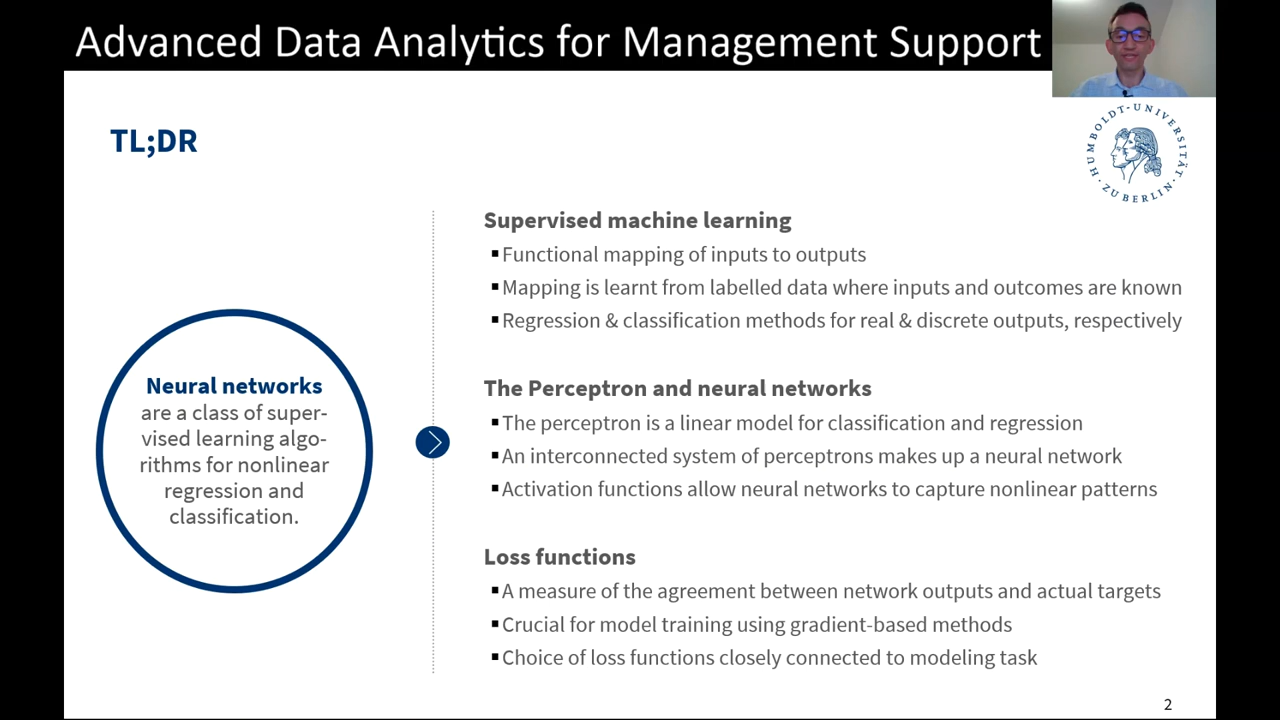 Advanced Data Analytics for Management Support
HUMBOLDT-UNIVERSITÄT
ZU BERLIN
TL;DR
Neural networks
are a class of super-
vised learning algo-
rithms for nonlinear
regression and
classification.
Supervised machine learning
▪Functional mapping of inputs to outputs
▪Mapping is learnt from labelled data where inputs and outcomes are known
▪Regression & classification methods for real & discrete outputs, respectively
The Perceptron and neural networks
▪The perceptron is a linear model for classification and regression
▪An interconnected system of perceptrons makes up a neural network
▪Activation functions allow neural networks to capture nonlinear patterns
Loss functions
▪A measure of the agreement between network outputs and actual targets
▪Crucial for model training using gradient-based methods
▪Choice of loss functions closely connected to modeling task
2